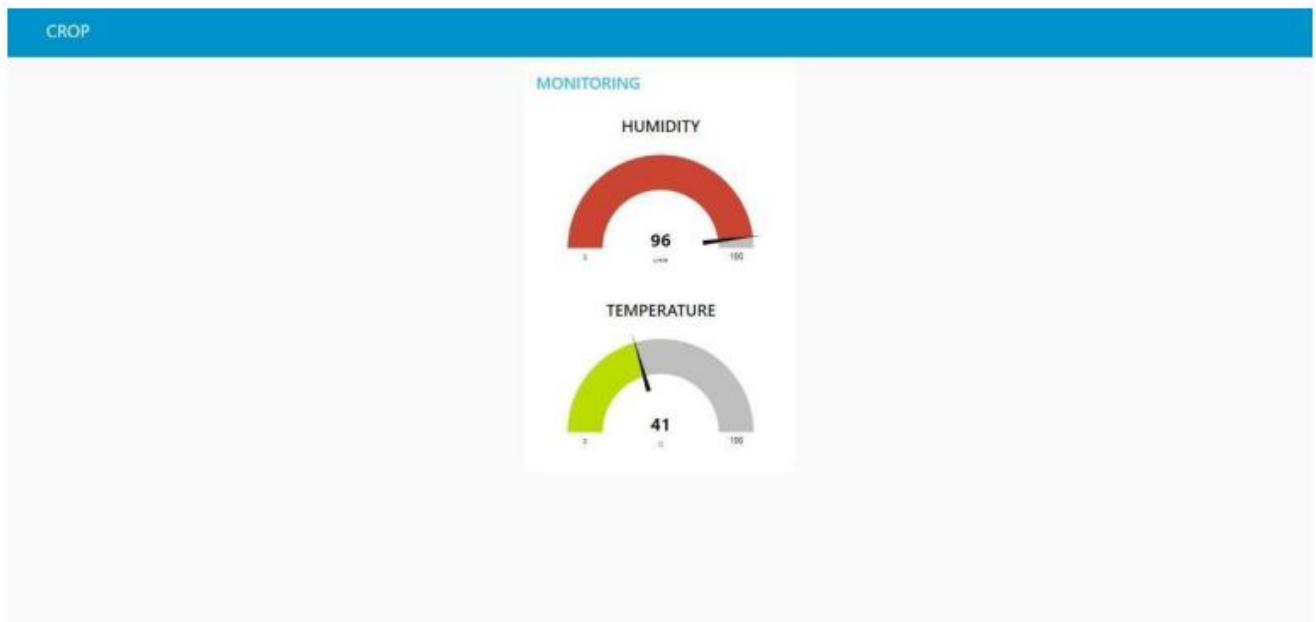 CROP
MONITORING
HUMIDITY
96
0 100
TEMPERATURE
41
0 100